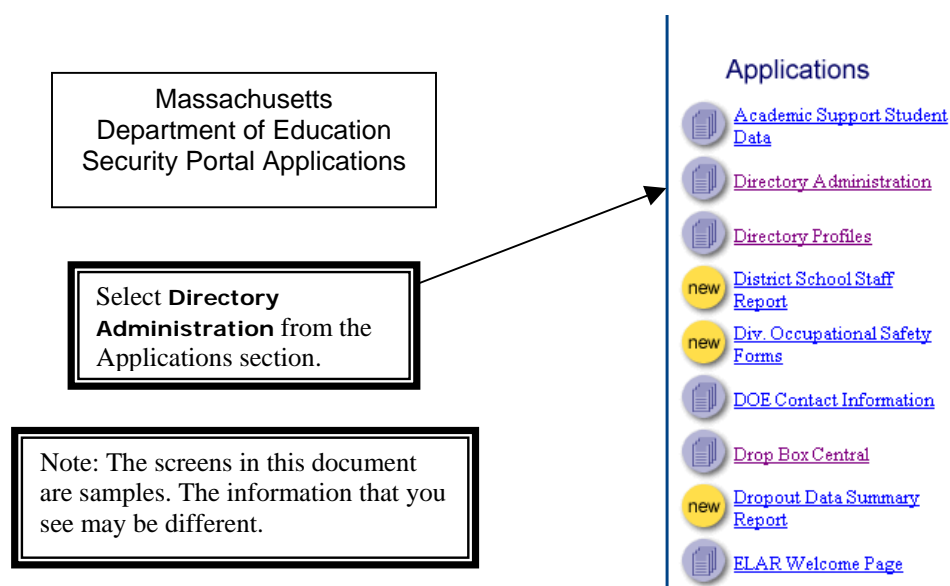 Massachusetts
Department of Education
Security Portal Applications
Select Directory
Administration from the
Applications section.
Note: The screens in this document
are samples. The information that you
see may be different.
Applications
Academic Support Student
Data
Directory Administration
Directory Profiles
new
District School Staff
Report
new
Div. Occupational Safety
Forms
DOE Contact Information
Drop Box Central
new
Dropout Data Summary
Report
ELAR Welcome Page